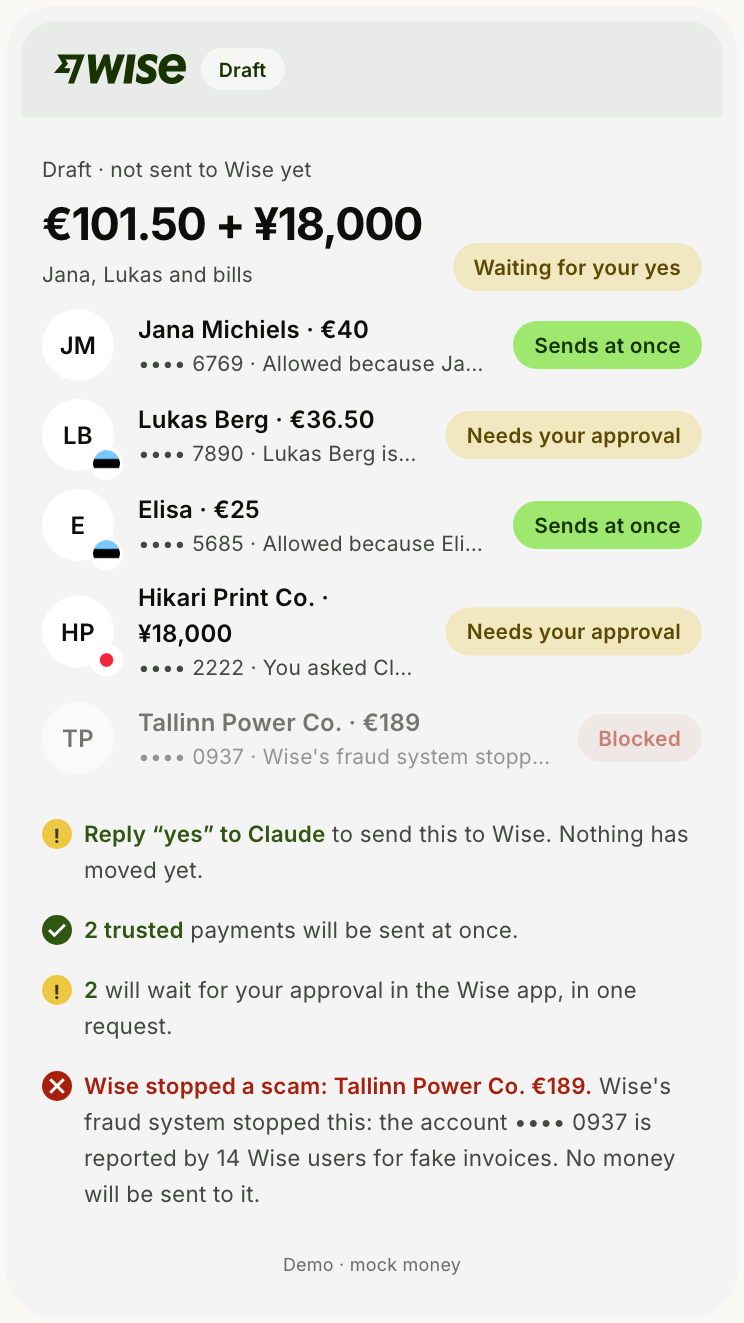 WISE
Draft
Draft · not sent to Wise yet
€101.50 + ¥18,000
Jana, Lukas and bills
Waiting for your yes
JM
Jana Michiels · €40
•••• 6769 · Allowed because Ja...
Sends at once
LB
Lukas Berg · €36.50
•••• 7890 · Lukas Berg is...
Needs your approval
E
Elisa · €25
•••• 5685 · Allowed because Eli...
Sends at once
HP
Hikari Print Co. ·
¥18,000
•••• 2222 · You asked Cl...
Needs your approval
TP
Tallinn Power Co. · €189
•••• 0937 · Wise's fraud system stopp...
Blocked
! Reply “yes” to Claude to send this to Wise. Nothing has
moved yet.
2 trusted payments will be sent at once.
! 2 will wait for your approval in the Wise app, in one
request.
Wise stopped a scam: Tallinn Power Co. €189. Wise's
fraud system stopped this: the account •••• 0937 is
reported by 14 Wise users for fake invoices. No money
will be sent to it.
Demo · mock money